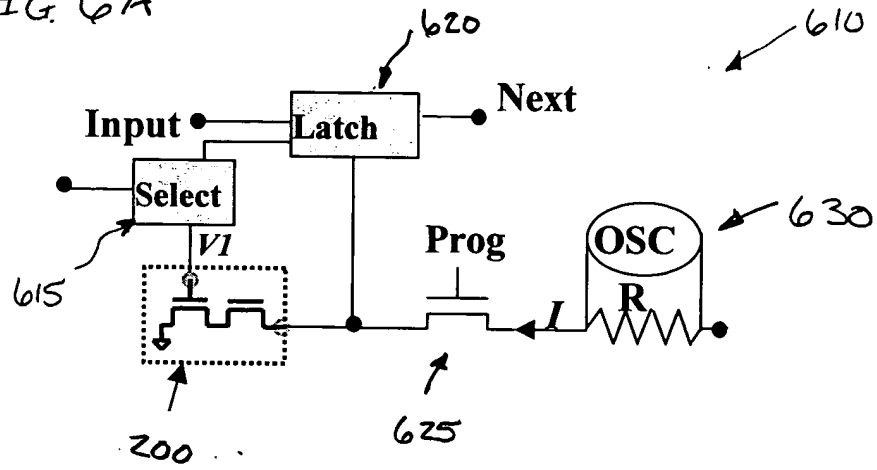 FIG. 6A
620
610
Input
Latch
Next
Select
630
V1
Prog
OSC
615
R
I
200
625